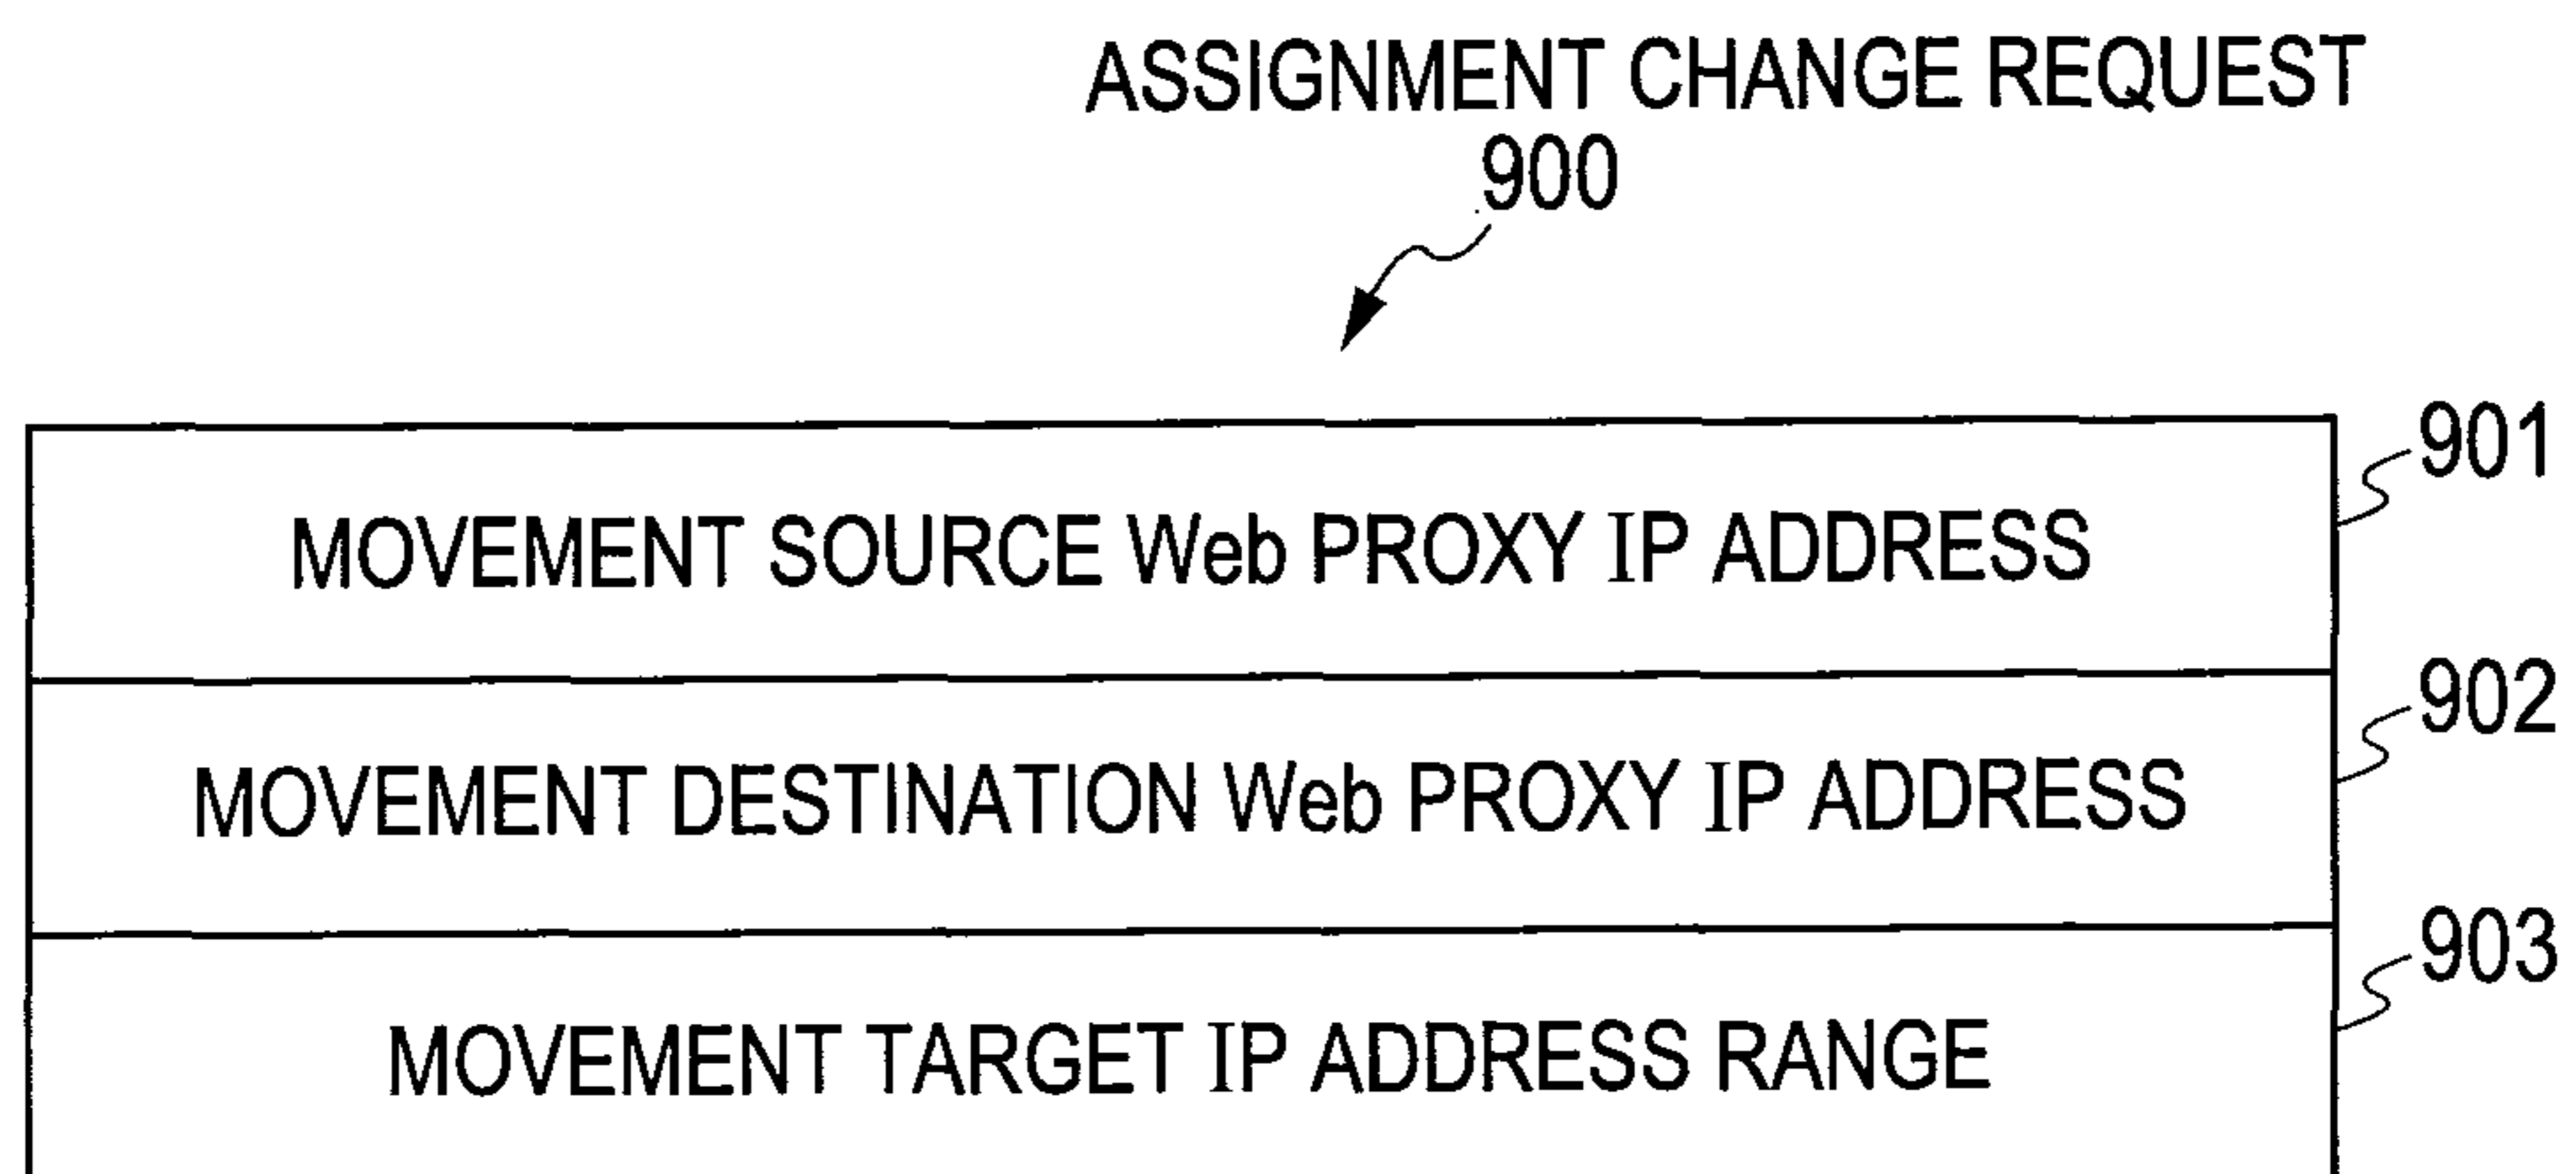 ASSIGNMENT CHANGE REQUEST
900
901
MOVEMENT SOURCE Web PROXY IP ADDRESS
902
MOVEMENT DESTINATION Web PROXY IP ADDRESS
903
MOVEMENT TARGET IP ADDRESS RANGE